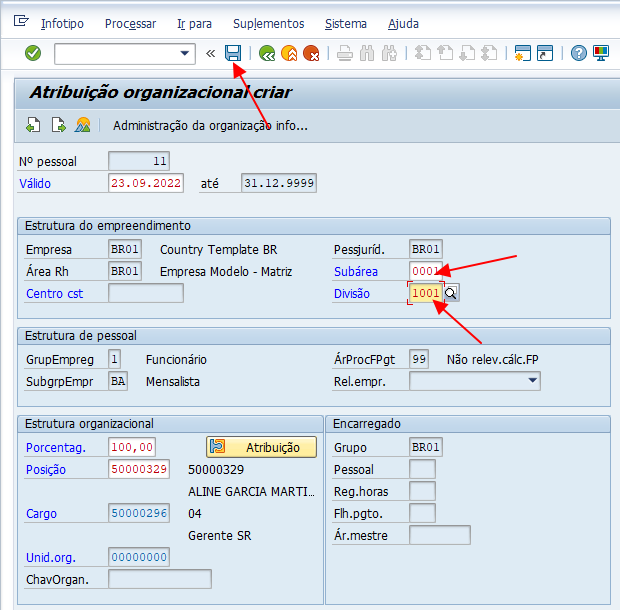 Infotipo Processar Ir para Suplementos Sistema Ajuda
Atribuição organizacional criar
Administração da organização info...
Nº pessoal 11
Válido 23.09.2022 até 31.12.9999
Estrutura do empreendimento
Empresa BR01 Country Template BR Pessjuríd. BR01
Área Rh BR01 Empresa Modelo - Matriz Subárea 0001
Centro cst Divisão 1001
Estrutura de pessoal
GrupEmpreg 1 Funcionário ÁrProcFPgt 99 Não relev.cálc.FP
SubgrpEmpr BA Mensalista Rel.empr.
Estrutura organizacional Encarregado
Porcentag. 100,00 Atribuição Grupo BR01
Posição 50000329 50000329 Pessoal
ALINE GARCIA MARTI... Reg.horas
Cargo 50000296 04 Flh.pgto.
Gerente SR Ár.mestre
Unid.org. 00000000
ChavOrgan.